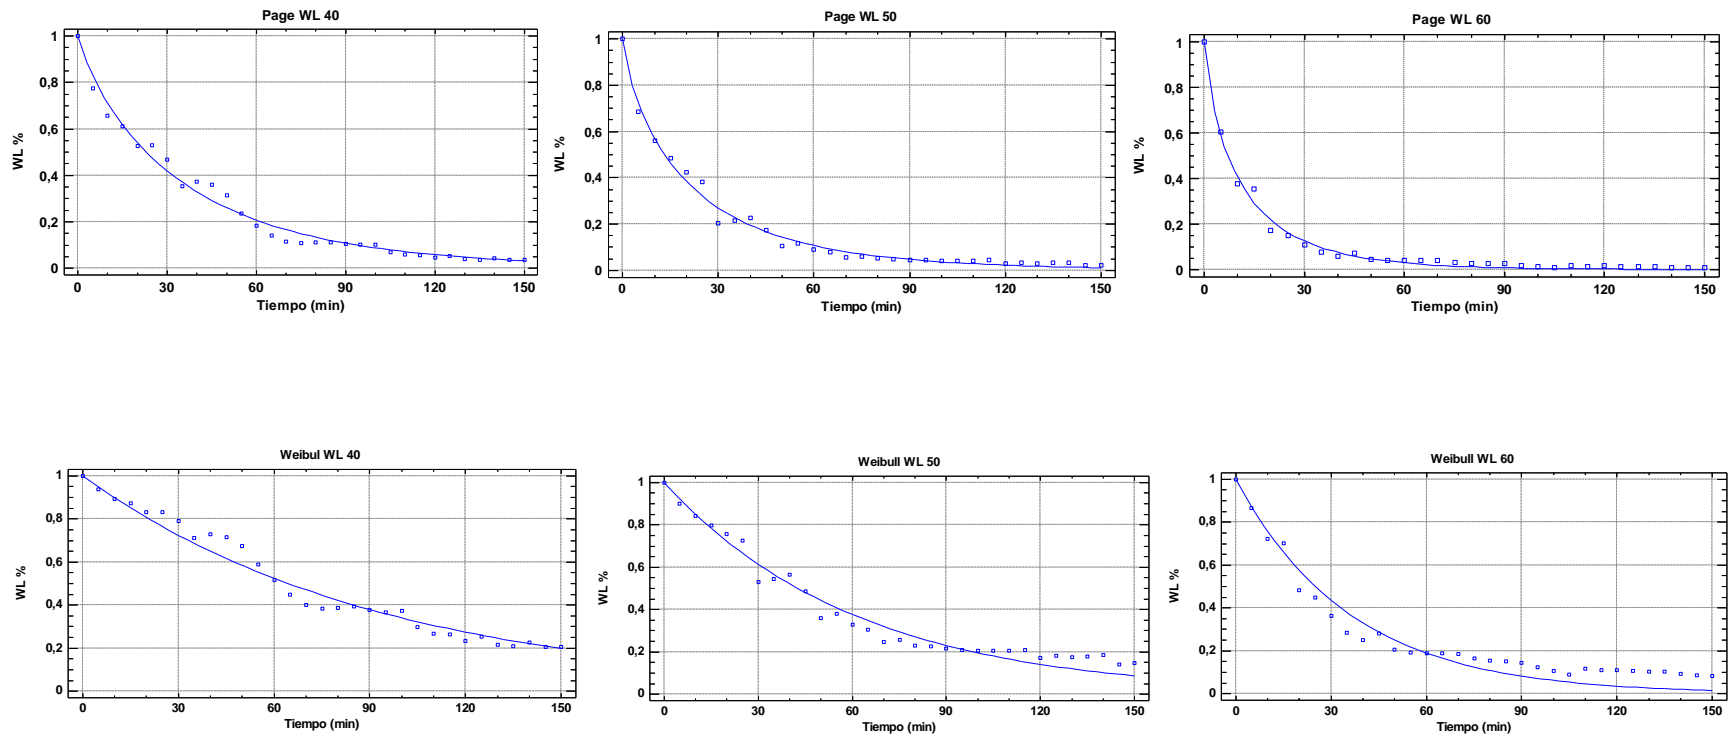 Page WL 40
1
0,8
0,6
0,4
0,2
0
WL %
0 30 60 90 120 150
Tiempo (min)
Page WL 50
1
0,8
0,6
0,4
0,2
0
WL %
0 30 60 90 120 150
Tiempo (min)
Page WL 60
1
0,8
0,6
0,4
0,2
0
WL %
0 30 60 90 120 150
Tiempo (min)
Weibul WL 40
1
0,8
0,6
0,4
0,2
0
WL %
0 30 60 90 120 150
Tiempo (min)
Weibull WL 50
1
0,8
0,6
0,4
0,2
0
WL %
0 30 60 90 120 150
Tiempo (min)
Weibull WL 60
1
0,8
0,6
0,4
0,2
0
WL %
0 30 60 90 120 150
Tiempo (min)